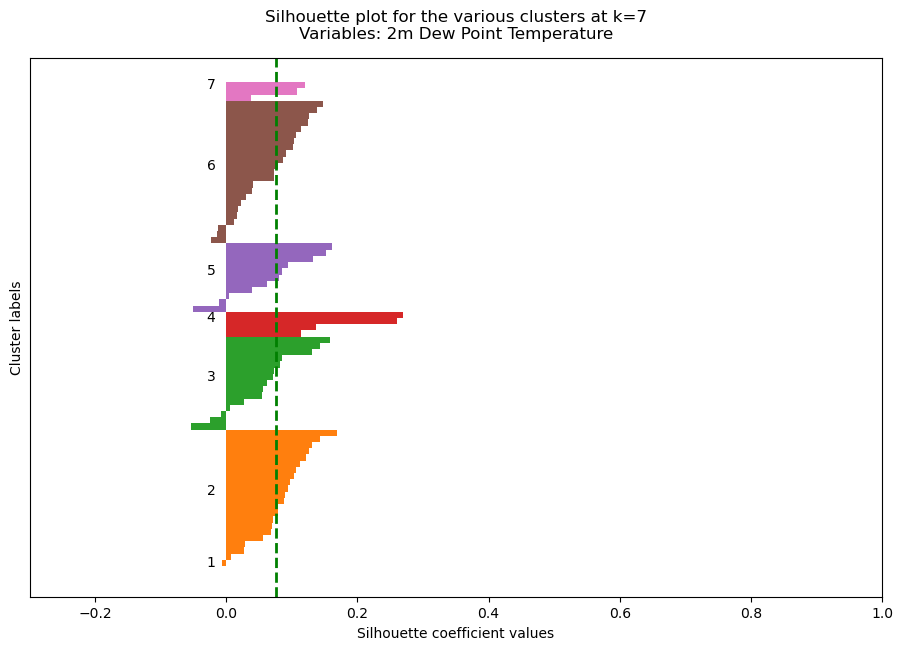 Silhouette plot for the various clusters at k=7
Variables: 2m Dew Point Temperature
7
6
5
4
3
2
1
Cluster labels
−0.2 0.0 0.2 0.4 0.6 0.8 1.0
Silhouette coefficient values